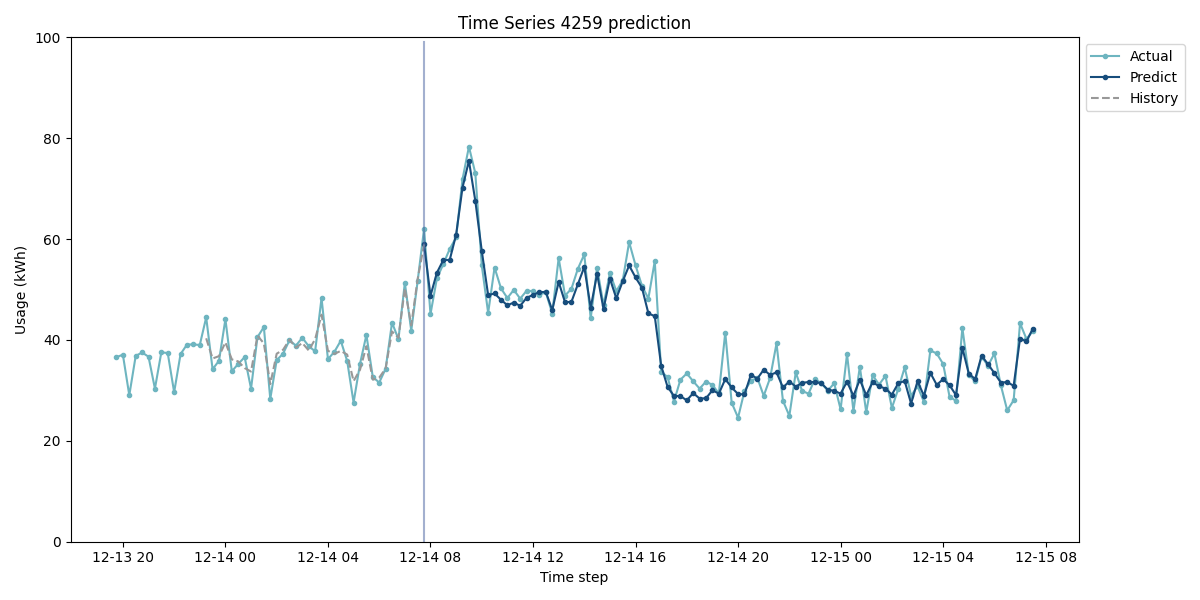 Time Series 4259 prediction
100
80
60
40
20
0
Usage (kWh)
12-13 20
12-14 00
12-14 04
12-14 08
12-14 12
12-14 16
12-14 20
12-15 00
12-15 04
12-15 08
Time step
Actual
Predict
History